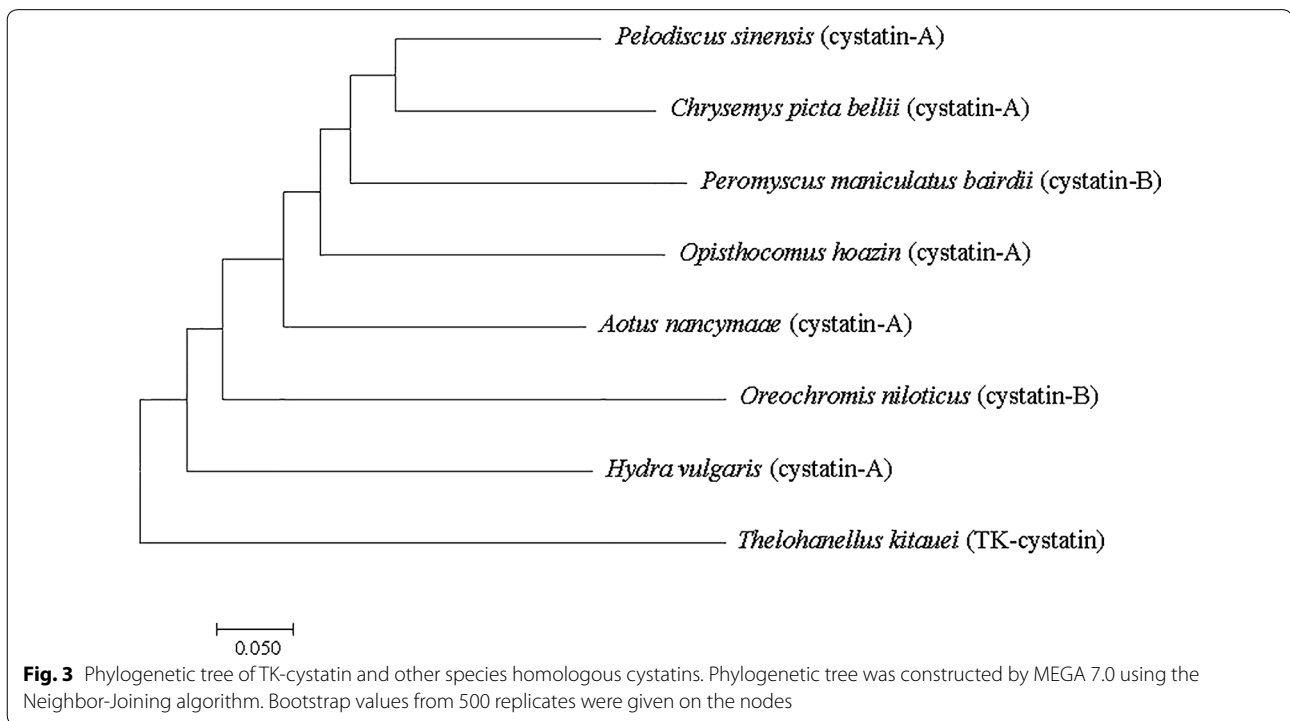 Pelodiscus sinensis (cystatin-A)
Chrysemys picta bellii (cystatin-A)
Peromyscus maniculatus bairdii (cystatin-B)
Opisthocomus hoazin (cystatin-A)
Aotus nancymaae (cystatin-A)
Oreochromis niloticus (cystatin-B)
Hydra vulgaris (cystatin-A)
Thelohanellus kitauei (TK-cystatin)
0.050
Fig. 3 Phylogenetic tree of TK-cystatin and other species homologous cystatins. Phylogenetic tree was constructed by MEGA 7.0 using the
Neighbor-Joining algorithm. Bootstrap values from 500 replicates were given on the nodes